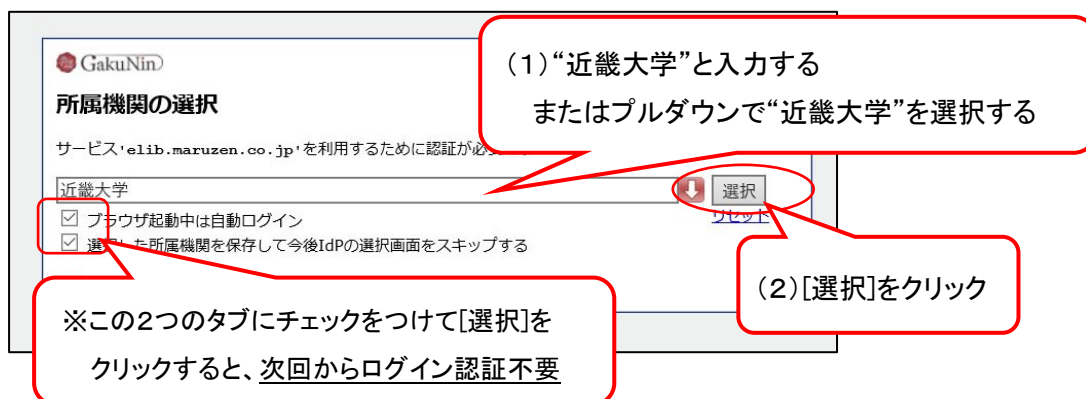 GakuNin
所属機関の選択
サービス'elib.maruzen.co.jp'を利用するために認証が必
近畿大学
選択
リセット
ブラウザ起動中は自動ログイン
選択した所属機関を保存して今後IdPの選択画面をスキップする
(1)“近畿大学”と入力する
またはプルダウンで“近畿大学”を選択する
(2)[選択]をクリック
※この2つのタブにチェックをつけて[選択]を
クリックすると、次回からログイン認証不要